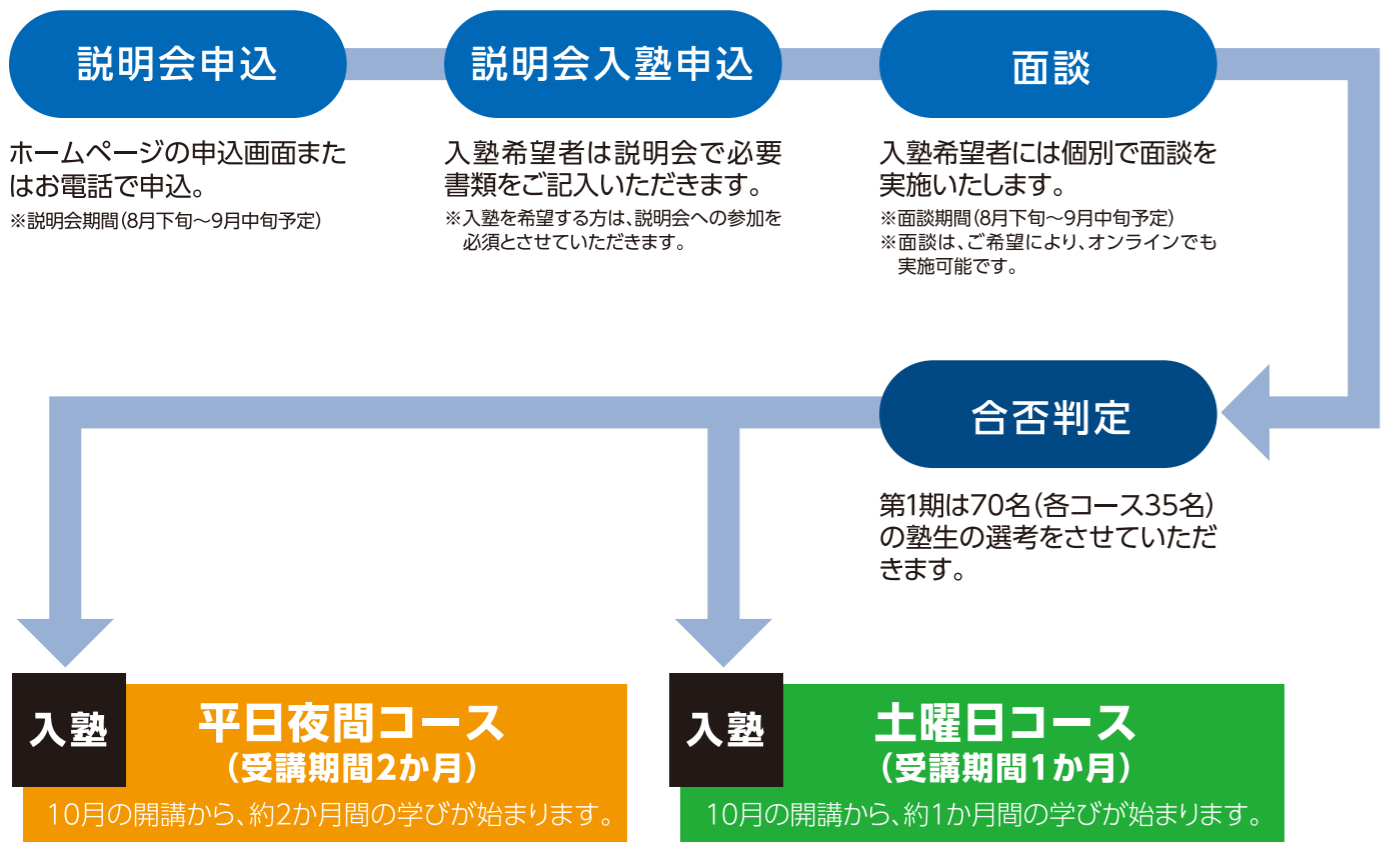 説明会申込
ホームページの申込画面また
はお電話で申込。
※説明会期間(8月下旬～9月中旬予定)
説明会入塾申込
入塾希望者は説明会で必要
書類をご記入いただきます。
※入塾を希望する方は、説明会への参加を
必須とさせていただきます。
面談
入塾希望者には個別で面談を
実施いたします。
※面談期間(8月下旬～9月中旬予定)
※面談は、ご希望により、オンラインでも
実施可能です。
合否判定
第1期は70名(各コース35名)
の塾生の選考をさせていただ
きます。
入塾
平日夜間コース
(受講期間2か月)
10月の開講から、約2か月間の学びが始まります。
入塾
土曜日コース
(受講期間1か月)
10月の開講から、約1か月間の学びが始まります。